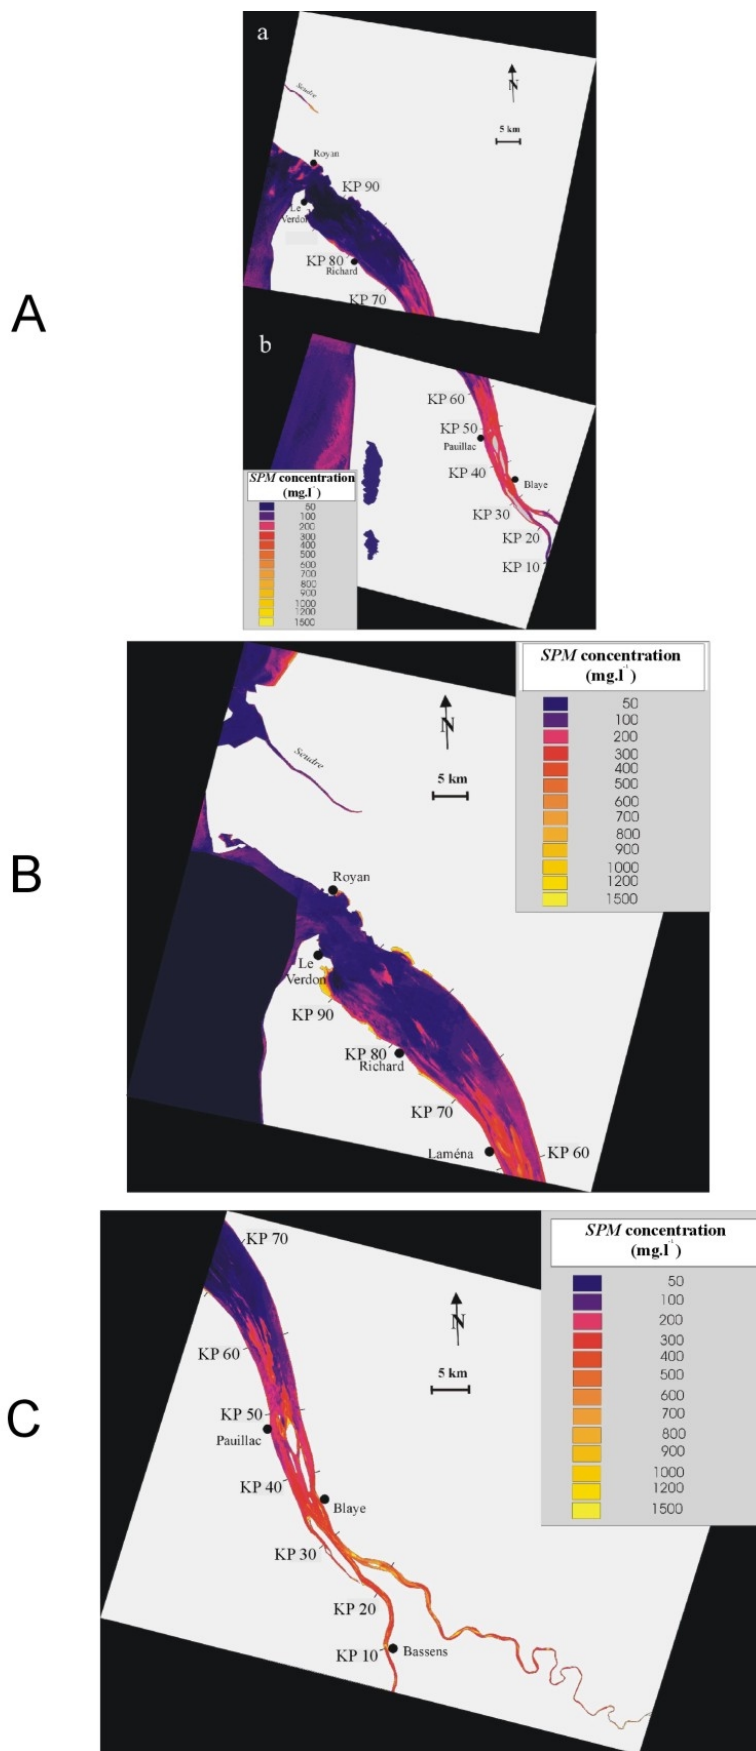 A
a
Seudre
N
5 km
Royan
KP 90
Le
Verdon
KP 80
Richard
KP 70
b
KP 60
KP 50
Pauillac
KP 40
Blaye
KP 30
KP 20
KP 10
SPM concentration
(mg.l⁻¹)
50
100
200
300
400
500
600
700
800
900
1000
1200
1500
B
SPM concentration
(mg.l⁻¹)
50
100
200
300
400
500
600
700
800
900
1000
1200
1500
N
5 km
Seudre
Royan
Le
Verdon
KP 90
KP 80
Richard
KP 70
Laména
KP 60
C
SPM concentration
(mg.l⁻¹)
50
100
200
300
400
500
600
700
800
900
1000
1200
1500
KP 70
N
5 km
KP 60
KP 50
Pauillac
KP 40
Blaye
KP 30
KP 20
KP 10
Bassens